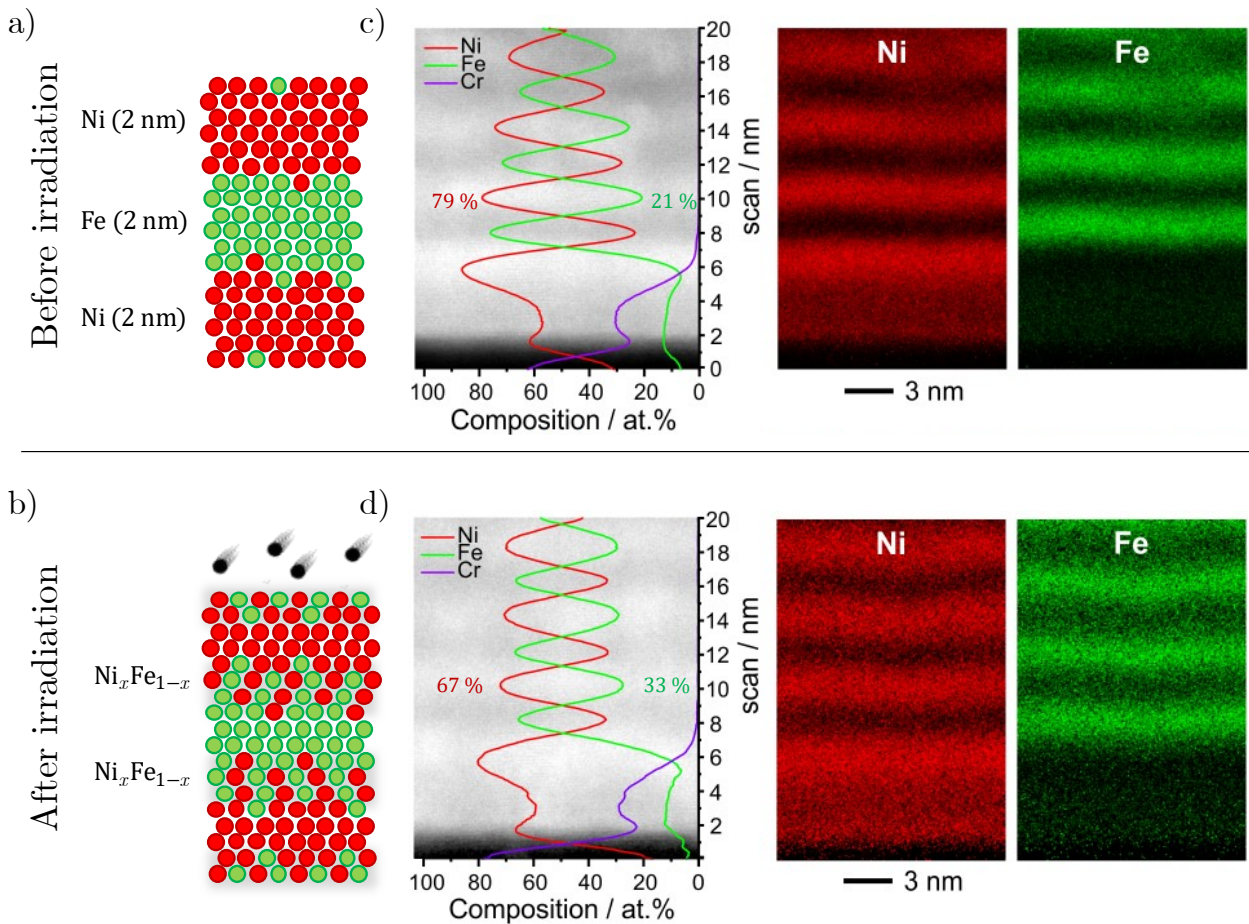 a)
Before irradiation
Ni (2 nm)
Fe (2 nm)
Ni (2 nm)
c)
Ni
Fe
Cr
79 %
21 %
20
18
16
14
12
10
8
6
4
2
0
scan / nm
100 80 60 40 20 0
Composition / at.%
Ni
Fe
3 nm
b)
After irradiation
NiₓFe₁₋ₓ
NiₓFe₁₋ₓ
d)
Ni
Fe
Cr
67 %
33 %
20
18
16
14
12
10
8
6
4
2
scan / nm
100 80 60 40 20 0
Composition / at.%
Ni
Fe
3 nm